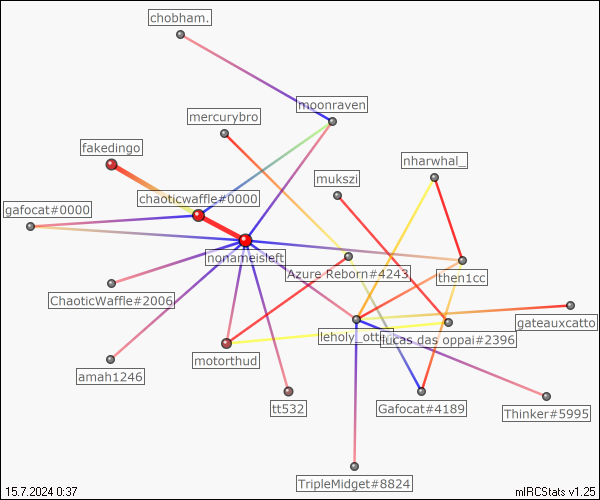 chobham.
moonraven
mercurybro
fakedingo
nharwhal_
mukszi
chaoticwaffle#0000
gafocat#0000
nonameisleft
Azure Reborn#4243
then1cc
ChaoticWaffle#2006
gateauxcatto
leholy_ott
lucas das oppai#2396
motorthud
amah1246
tt532
Gafocat#4189
Thinker#5995
TripleMidget#8824
15.7.2024 0:37
mIRCStats v1.25